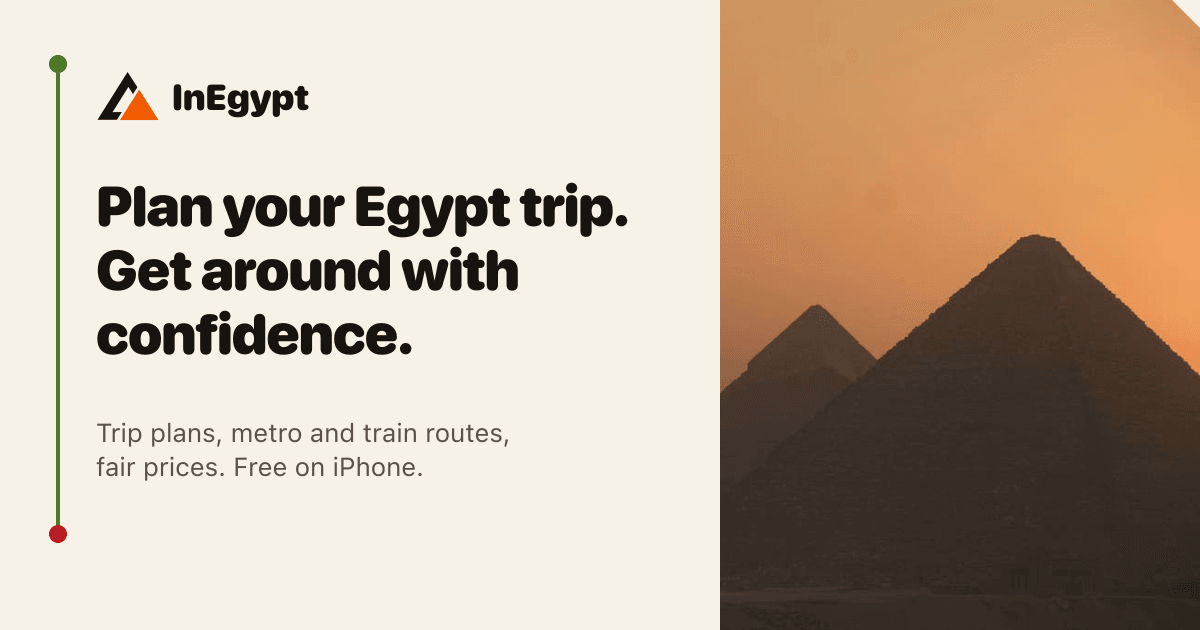 InEgypt
Plan your Egypt trip.
Get around with
confidence.
Trip plans, metro and train routes,
fair prices. Free on iPhone.